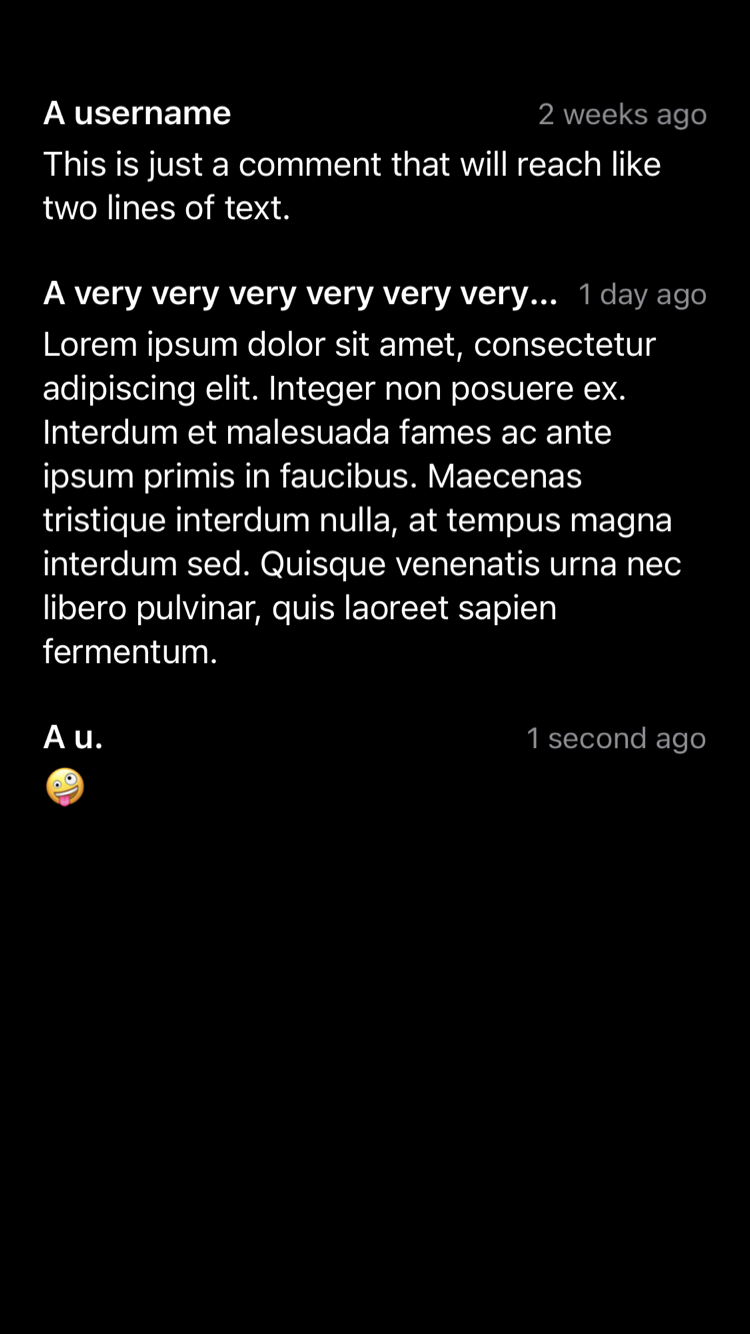 A username 2 weeks ago
This is just a comment that will reach like
two lines of text.
A very very very very very very... 1 day ago
Lorem ipsum dolor sit amet, consectetur
adipiscing elit. Integer non posuere ex.
Interdum et malesuada fames ac ante
ipsum primis in faucibus. Maecenas
tristique interdum nulla, at tempus magna
interdum sed. Quisque venenatis urna nec
libero pulvinar, quis laoreet sapien
fermentum.
A u. 1 second ago
🤪